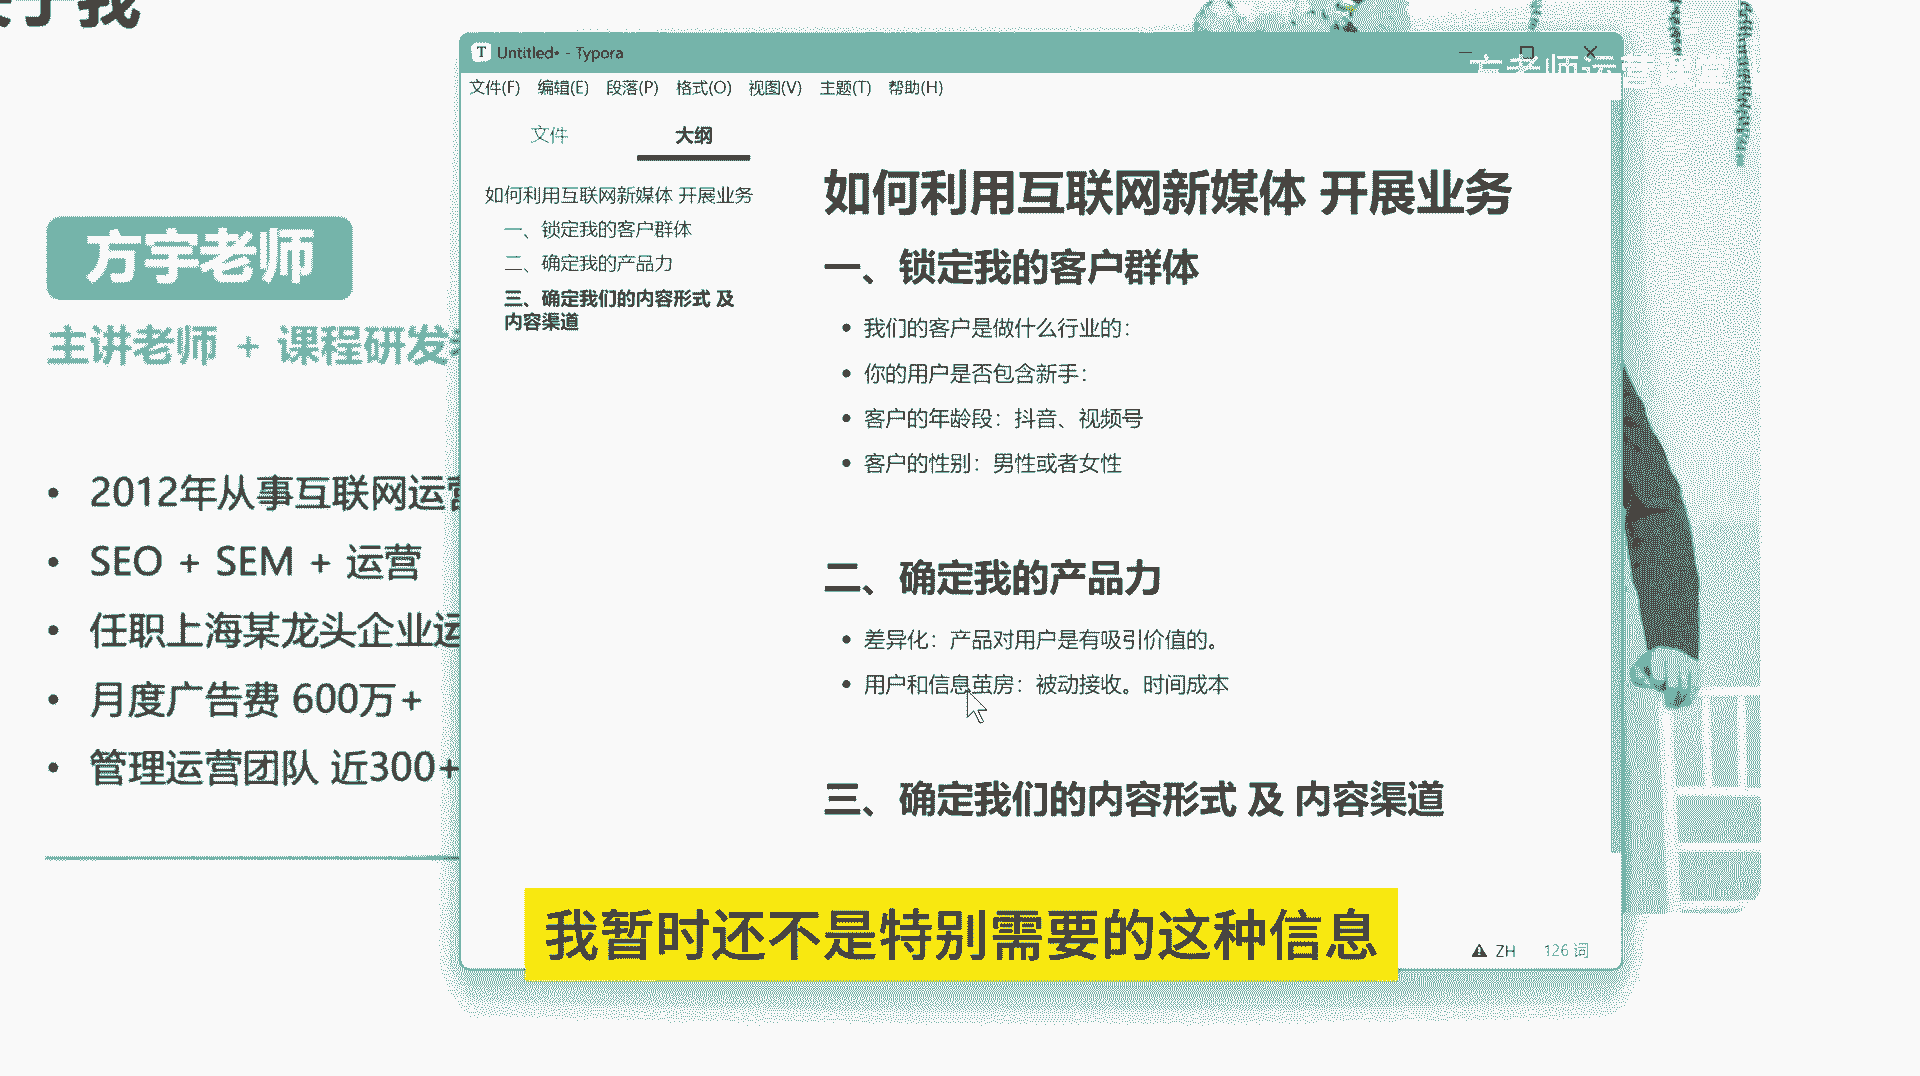 方宇老师
主讲老师 + 课程研发
2012年从事互联网运营
SEO + SEM + 运营
任职上海某龙头企业运
月度广告费 600万+
管理运营团队 近300+
Untitled• - Typora
方老师运营课堂
文件(F) 编辑(E) 段落(P) 格式(O) 视图(V) 主题(T) 帮助(H)
文件 大纲
如何利用互联网新媒体 开展业务
一、锁定我的客户群体
二、确定我的产品力
三、确定我们的内容形式 及
内容渠道
如何利用互联网新媒体 开展业务
一、锁定我的客户群体
我们的客户是做什么行业的：
你的用户是否包含新手：
客户的年龄段：抖音、视频号
客户的性别：男性或者女性
二、确定我的产品力
差异化：产品对用户是有吸引价值的。
用户和信息茧房：被动接收。时间成本
三、确定我们的内容形式 及 内容渠道
我暂时还不是特别需要的这种信息
ZH 126 词